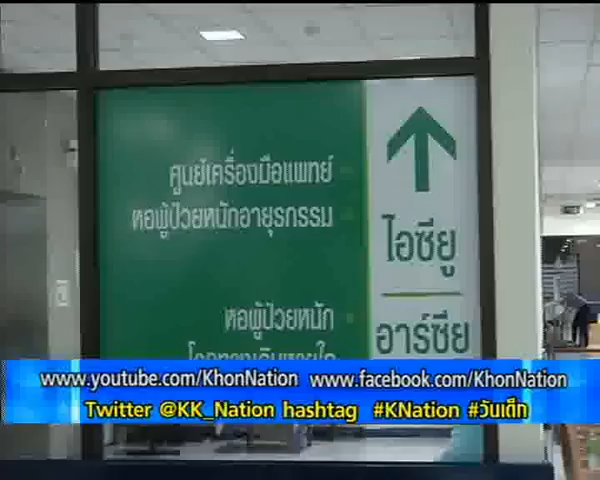 ศูนย์เครื่องมือแพทย์
หอผู้ป่วยหนักอายุรกรรม
ไอซียู
หอผู้ป่วยหนัก
อาร์ซียู
www.youtube.com/KhonNation www.facebook.com/KhonNation
Twitter @KK_Nation hashtag #KNation #วันเด็ก